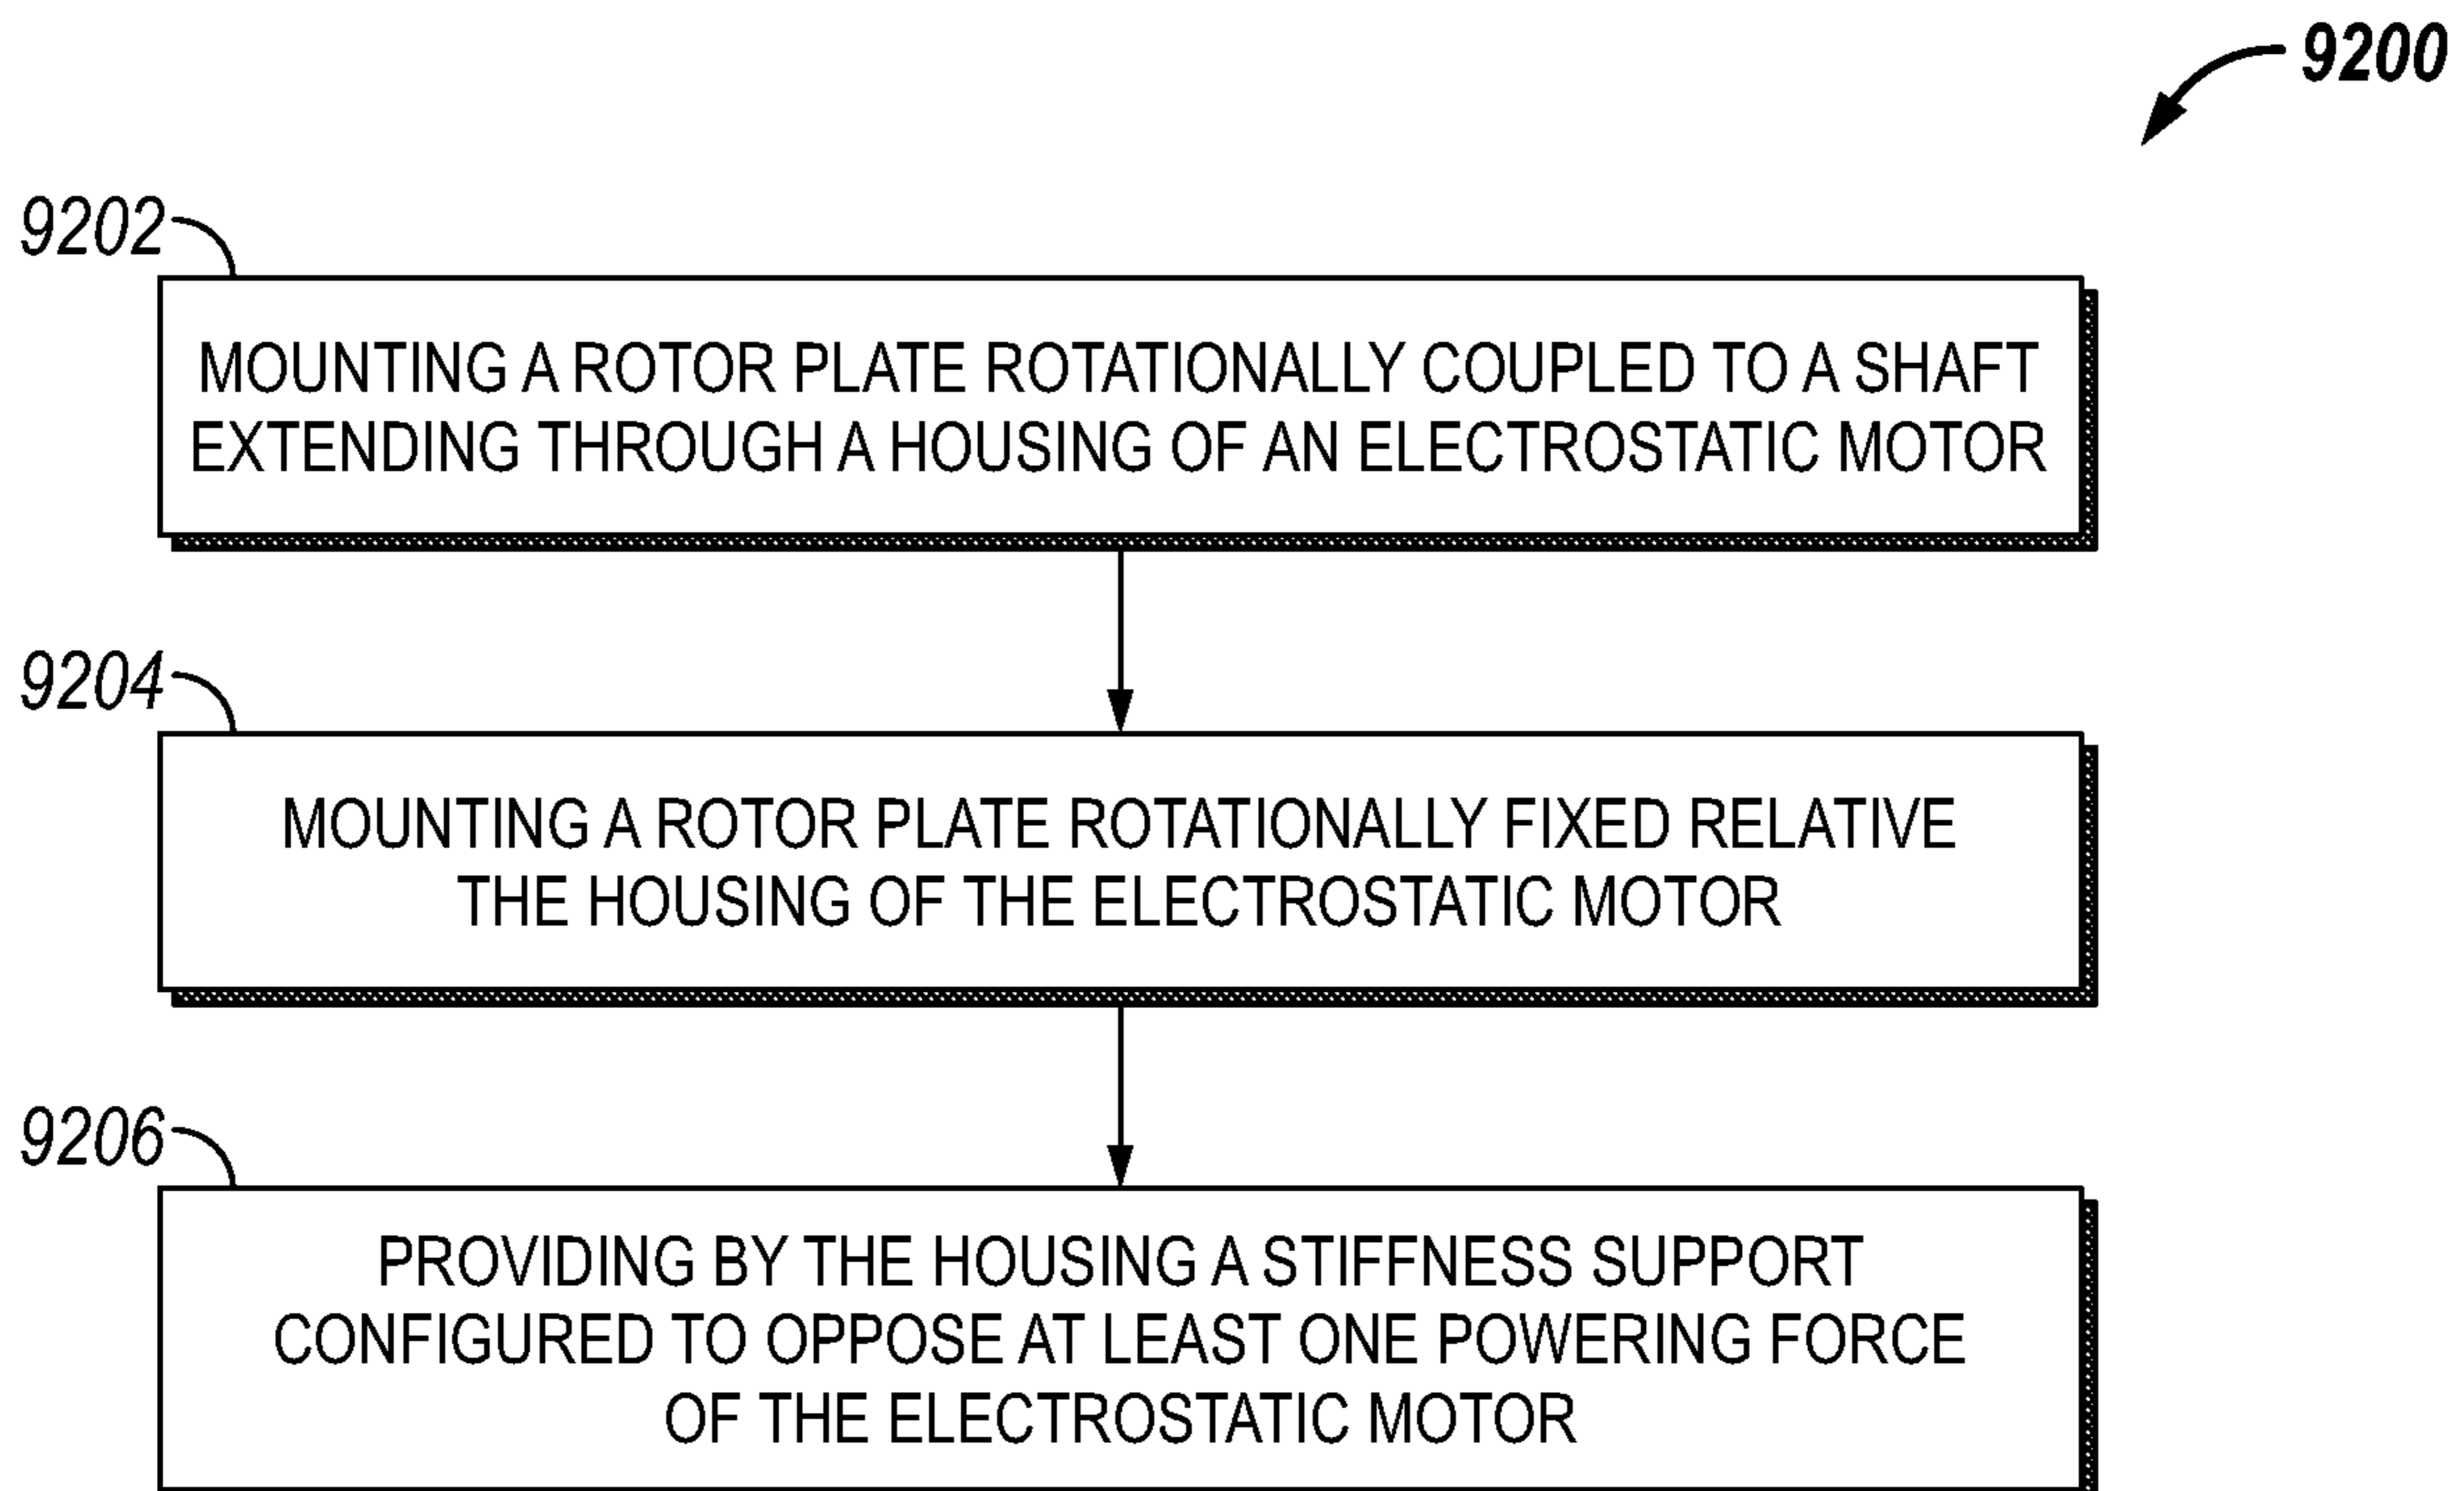 9200
9202
MOUNTING A ROTOR PLATE ROTATIONALLY COUPLED TO A SHAFT
EXTENDING THROUGH A HOUSING OF AN ELECTROSTATIC MOTOR
9204
MOUNTING A ROTOR PLATE ROTATIONALLY FIXED RELATIVE
THE HOUSING OF THE ELECTROSTATIC MOTOR
9206
PROVIDING BY THE HOUSING A STIFFNESS SUPPORT
CONFIGURED TO OPPOSE AT LEAST ONE POWERING FORCE
OF THE ELECTROSTATIC MOTOR